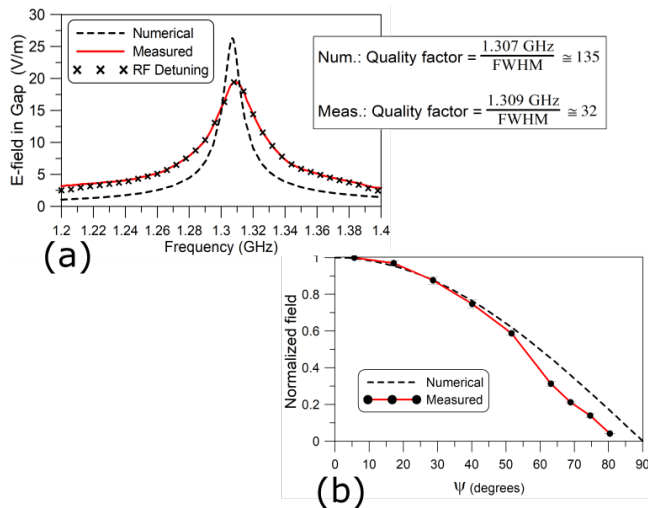 30
25
20
15
10
5
0
E-field in Gap (V/m)
Numerical
Measured
× × × RF Detuning
1.2 1.22 1.24 1.26 1.28 1.3 1.32 1.34 1.36 1.38 1.4
Frequency (GHz)
(a)
Num.: Quality factor = 1.307 GHz / FWHM ≅ 135
Meas.: Quality factor = 1.309 GHz / FWHM ≅ 32
1
0.8
0.6
0.4
0.2
0
Normalized field
Numerical
Measured
0 10 20 30 40 50 60 70 80 90
Ψ (degrees)
(b)